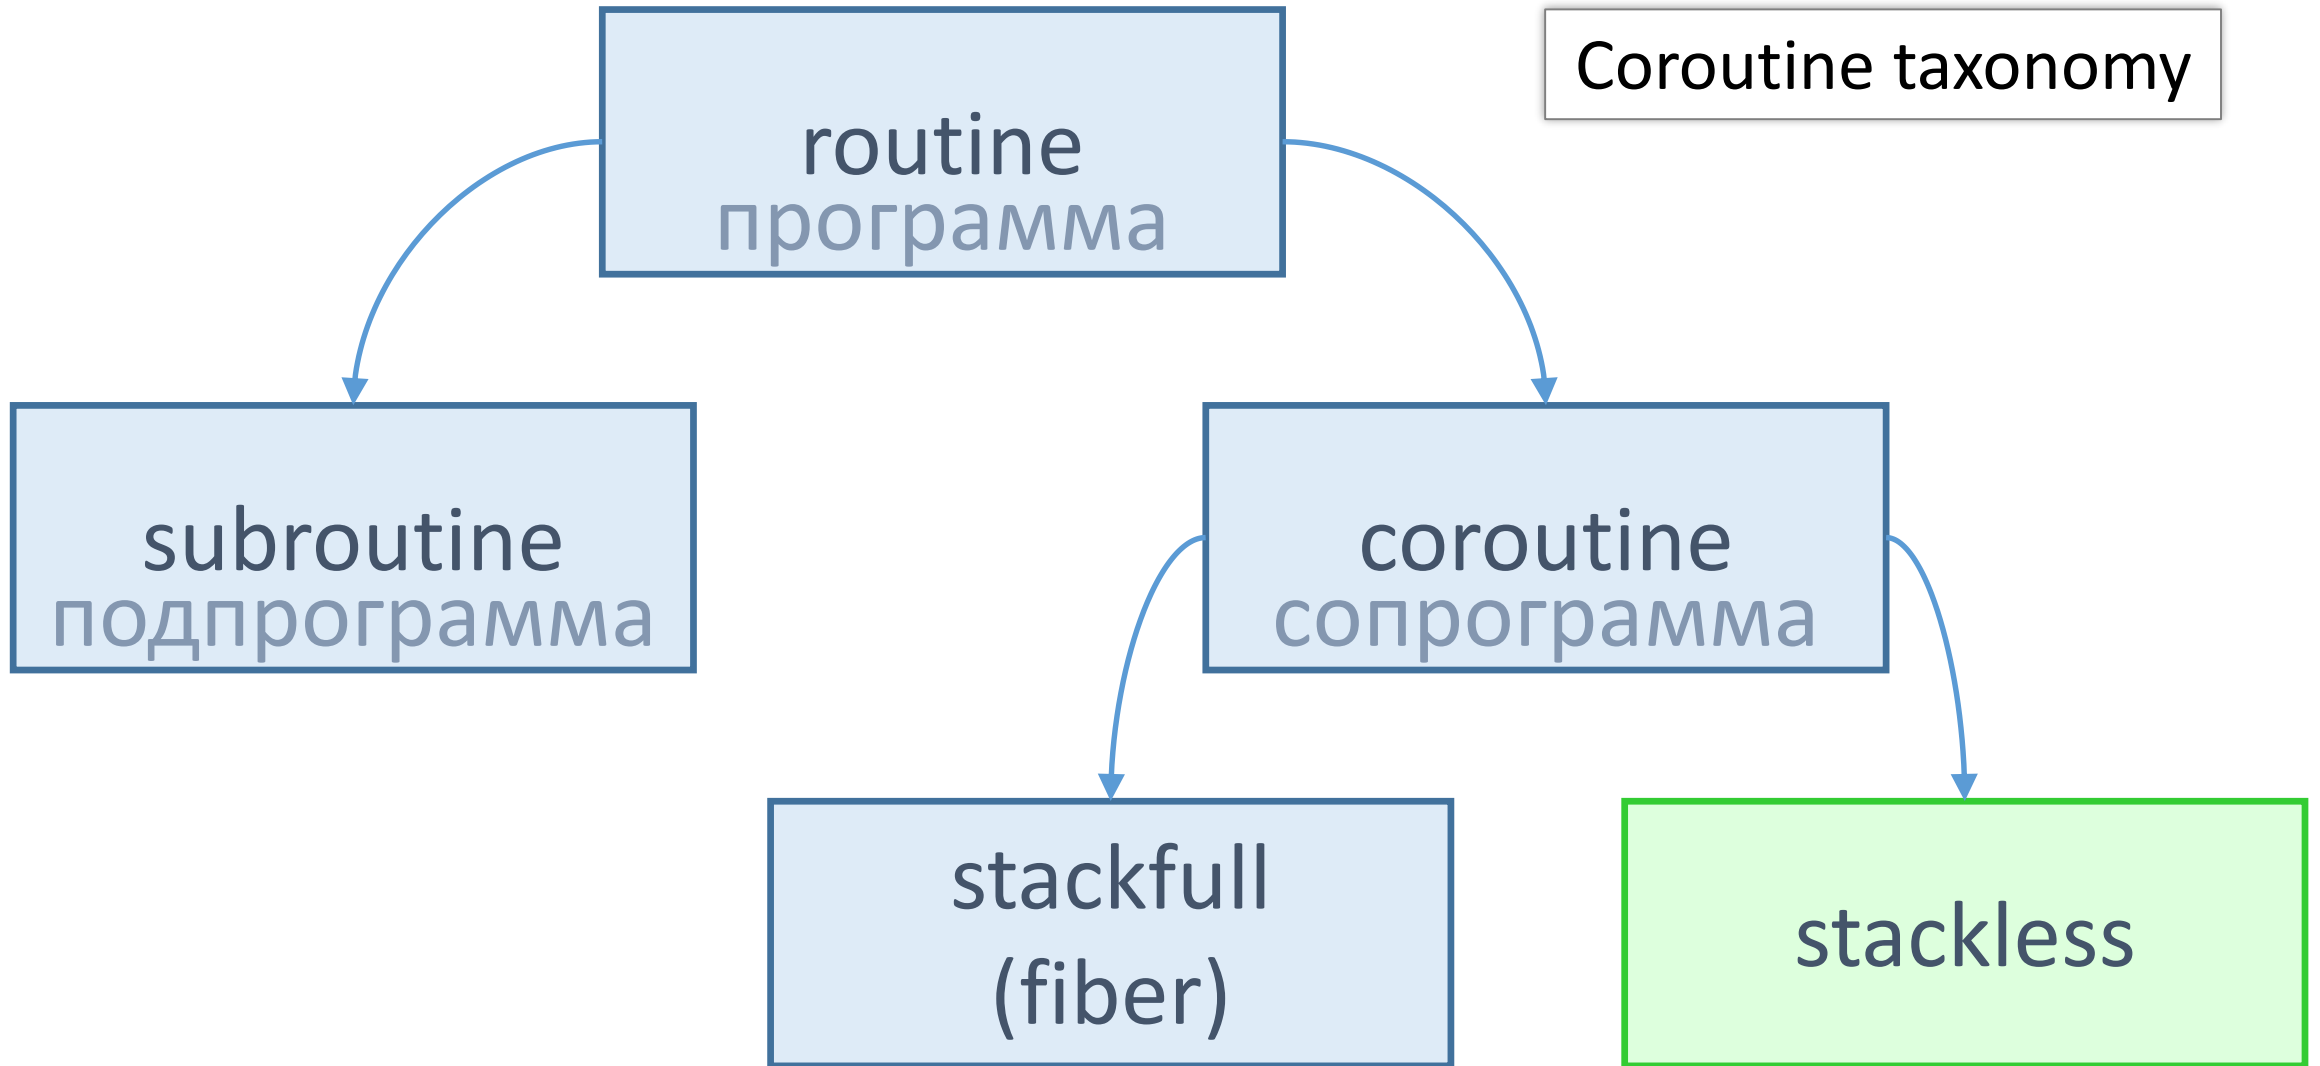 Coroutine taxonomy
routine
программа
subroutine
подпрограмма
coroutine
сопрограмма
stackfull
(fiber)
stackless